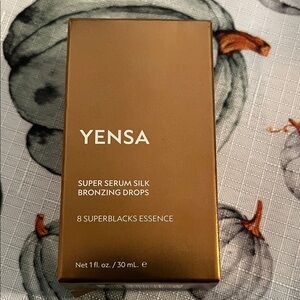 YENSA
SUPER SERUM SILK
BRONZING DROPS
8 SUPERBLACKS ESSENCE
Net 1 fl. oz. / 30 mL. ℮